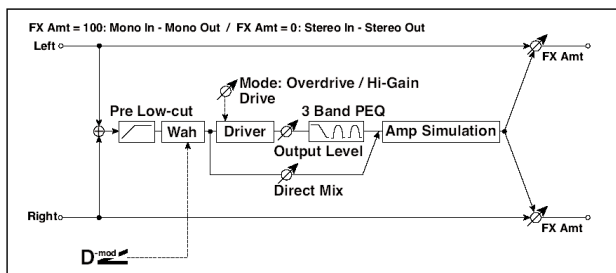 FX Amt = 100: Mono In - Mono Out / FX Amt = 0: Stereo In - Stereo Out
Left
FX Amt
Mode: Overdrive / Hi-Gain
Drive
Pre Low-cut
3 Band PEQ
Wah
Driver
Amp Simulation
Output Level
Direct Mix
Right
FX Amt
D-mod